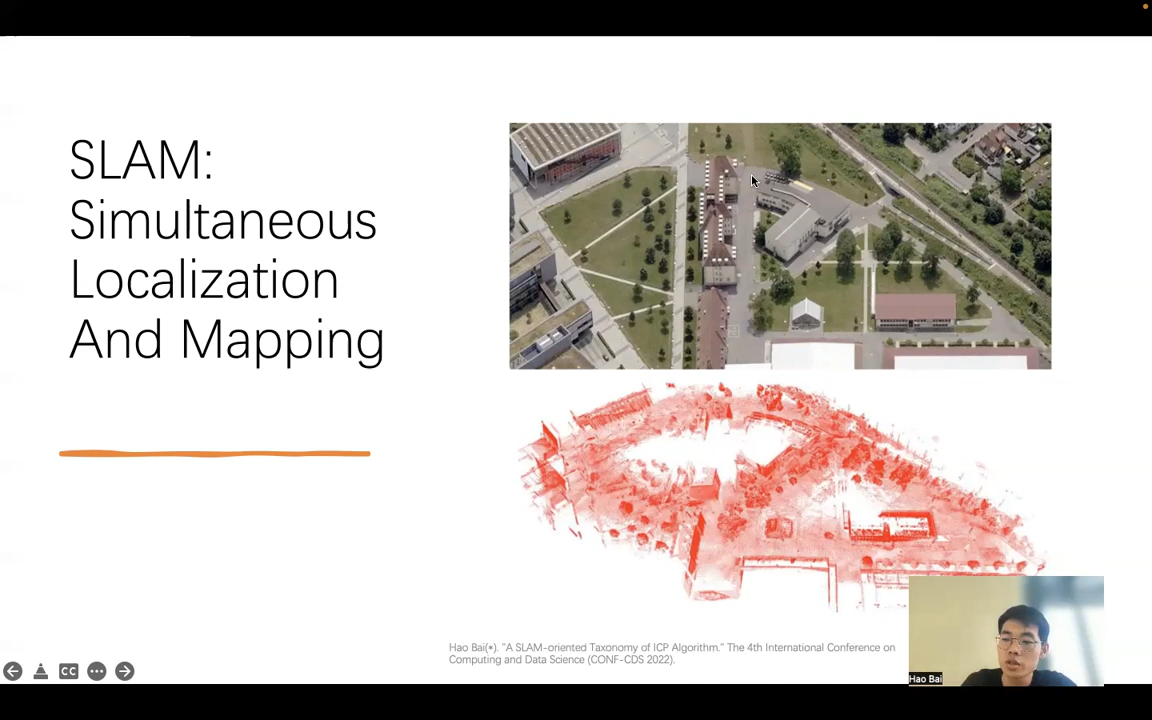 SLAM:
Simultaneous
Localization
And Mapping
Hao Bai(*). "A SLAM-oriented Taxonomy of ICP Algorithm." The 4th International Conference on
Computing and Data Science (CONF-CDS 2022).
CC
Hao Bai